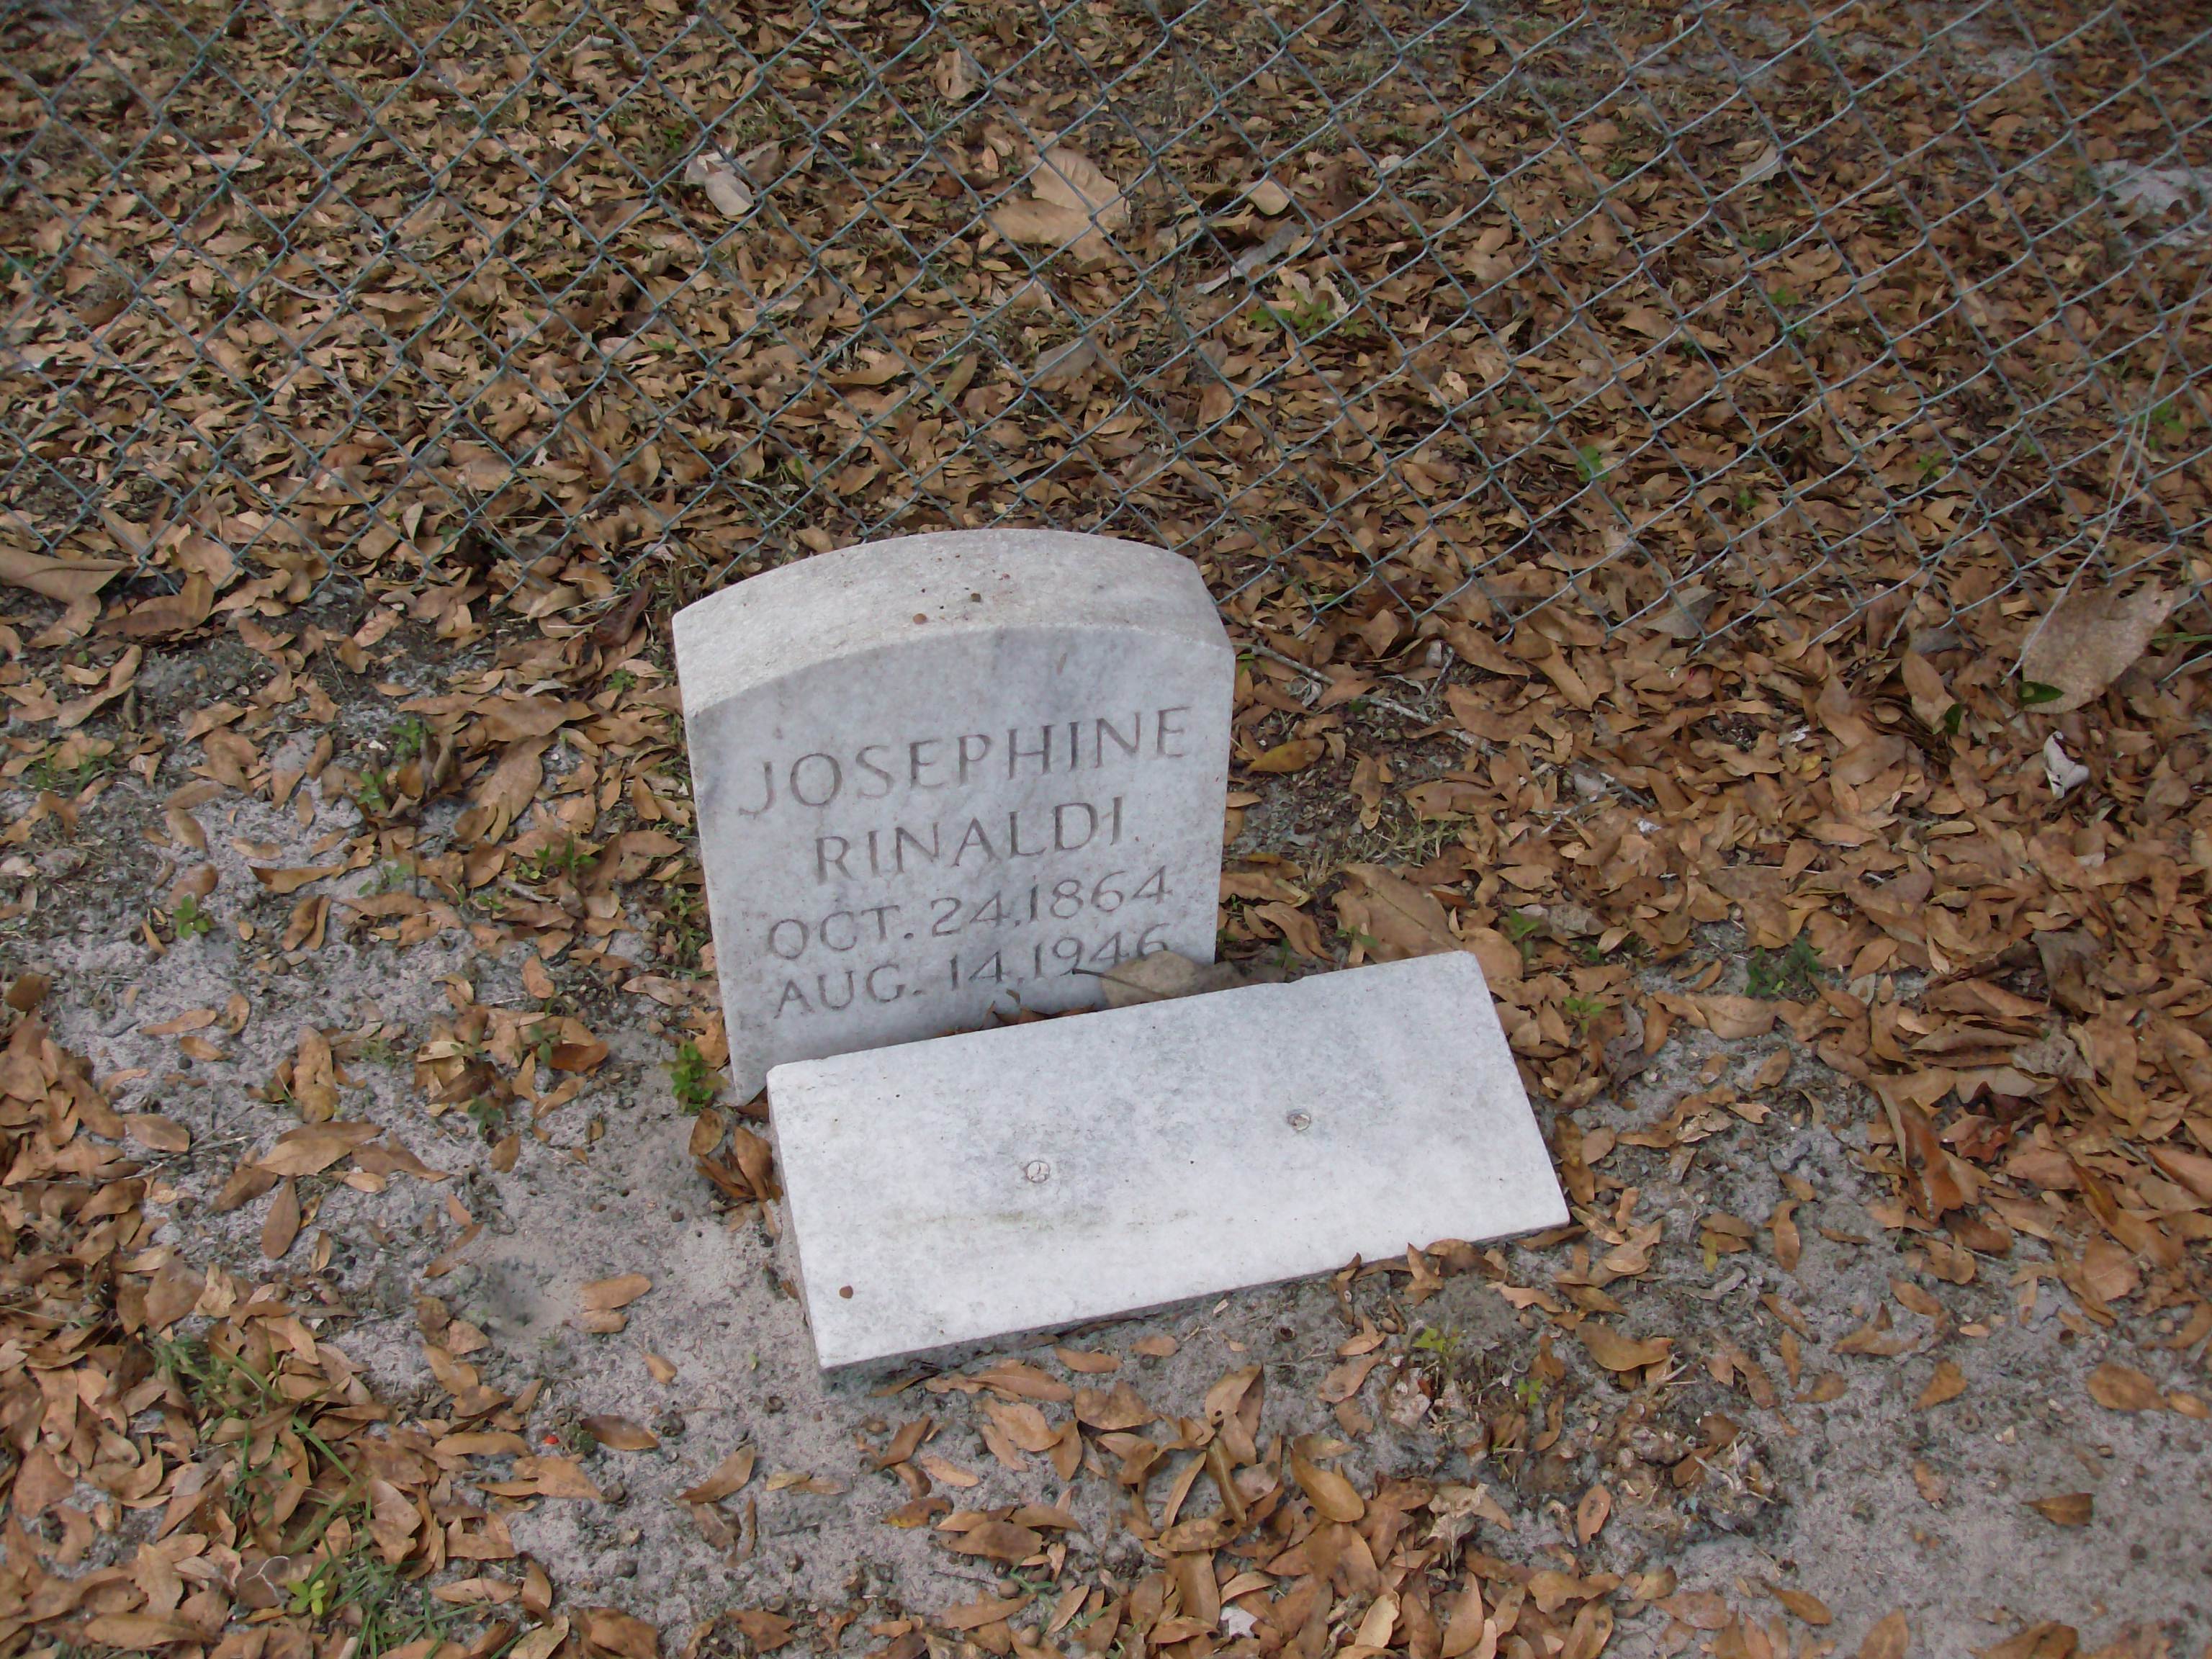 JOSEPHINE
RINALDI
OCT. 24,1864
AUG. 14,1946